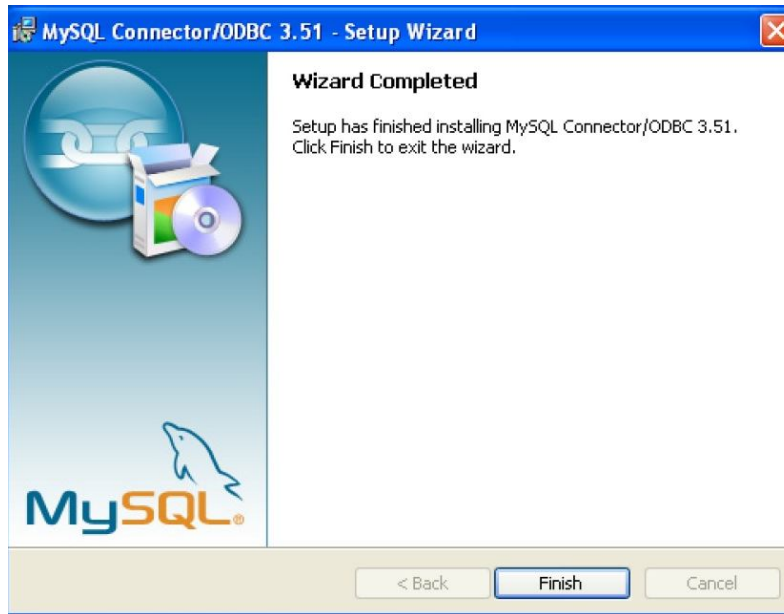 MySQL Connector/ODBC 3.51 - Setup Wizard
Wizard Completed
Setup has finished installing MySQL Connector/ODBC 3.51.
Click Finish to exit the wizard.
MySQL®
< Back
Finish
Cancel